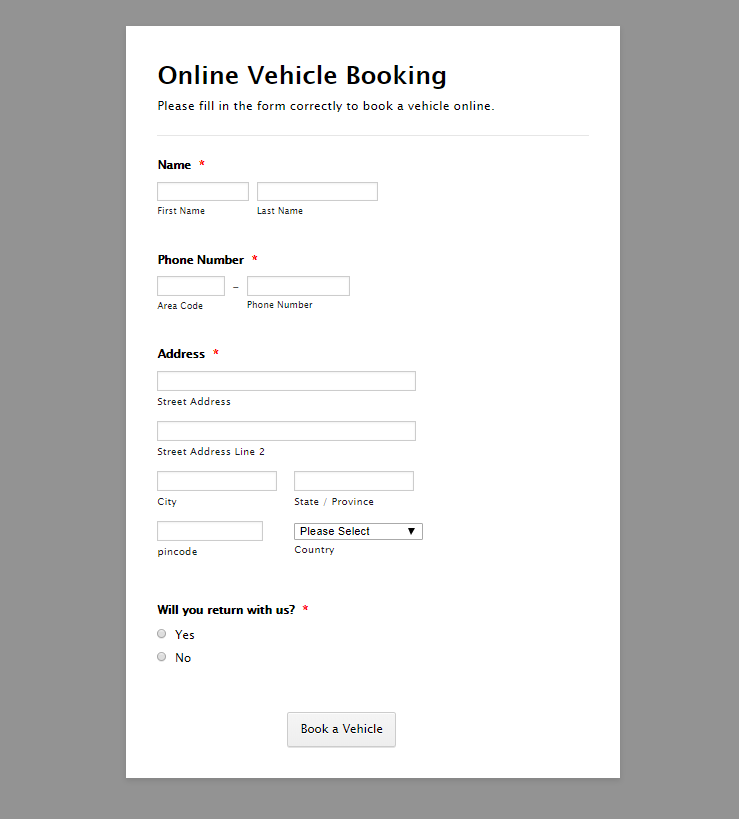 Online Vehicle Booking
Please fill in the form correctly to book a vehicle online.
Name *
First Name Last Name
Phone Number *
–
Area Code Phone Number
Address *
Street Address
Street Address Line 2
City State / Province
Please Select ▼
pincode Country
Will you return with us? *
Yes
No
Book a Vehicle